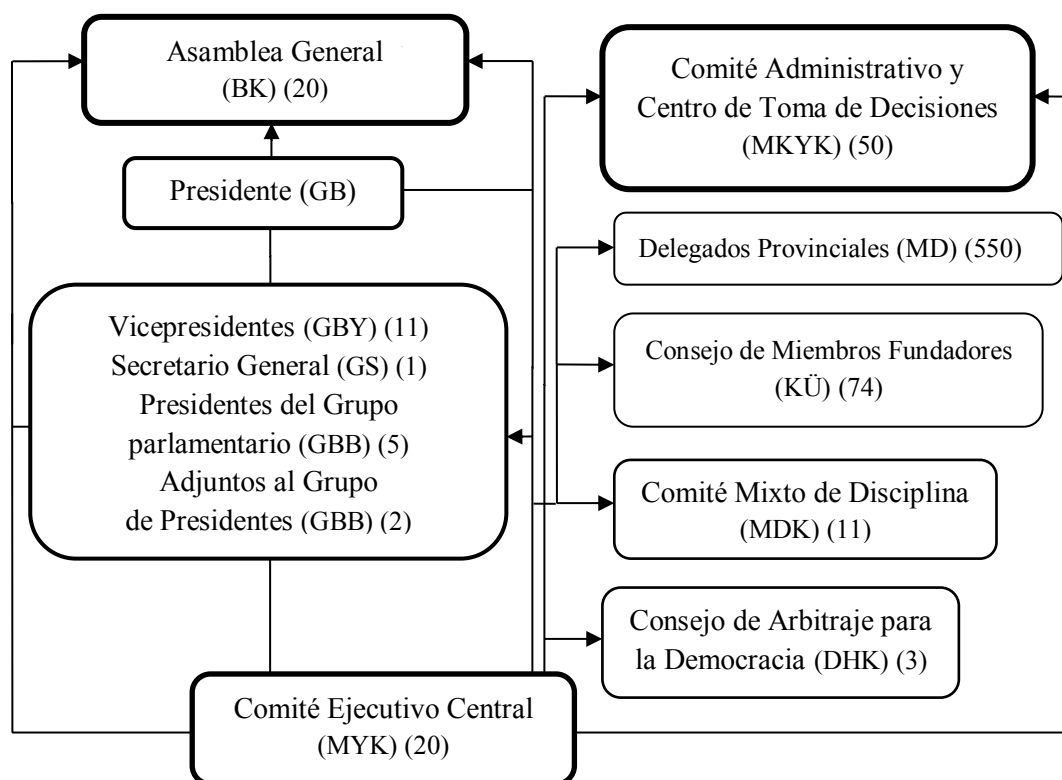 Asamblea General
(BK) (20)
Presidente (GB)
Vicepresidentes (GBY) (11)
Secretario General (GS) (1)
Presidentes del Grupo
parlamentario (GBB) (5)
Adjuntos al Grupo
de Presidentes (GBB) (2)
Comité Ejecutivo Central
(MYK) (20)
Comité Administrativo y
Centro de Toma de Decisiones
(MKYK) (50)
Delegados Provinciales (MD) (550)
Consejo de Miembros Fundadores
(KÜ) (74)
Comité Mixto de Disciplina
(MDK) (11)
Consejo de Arbitraje para
la Democracia (DHK) (3)